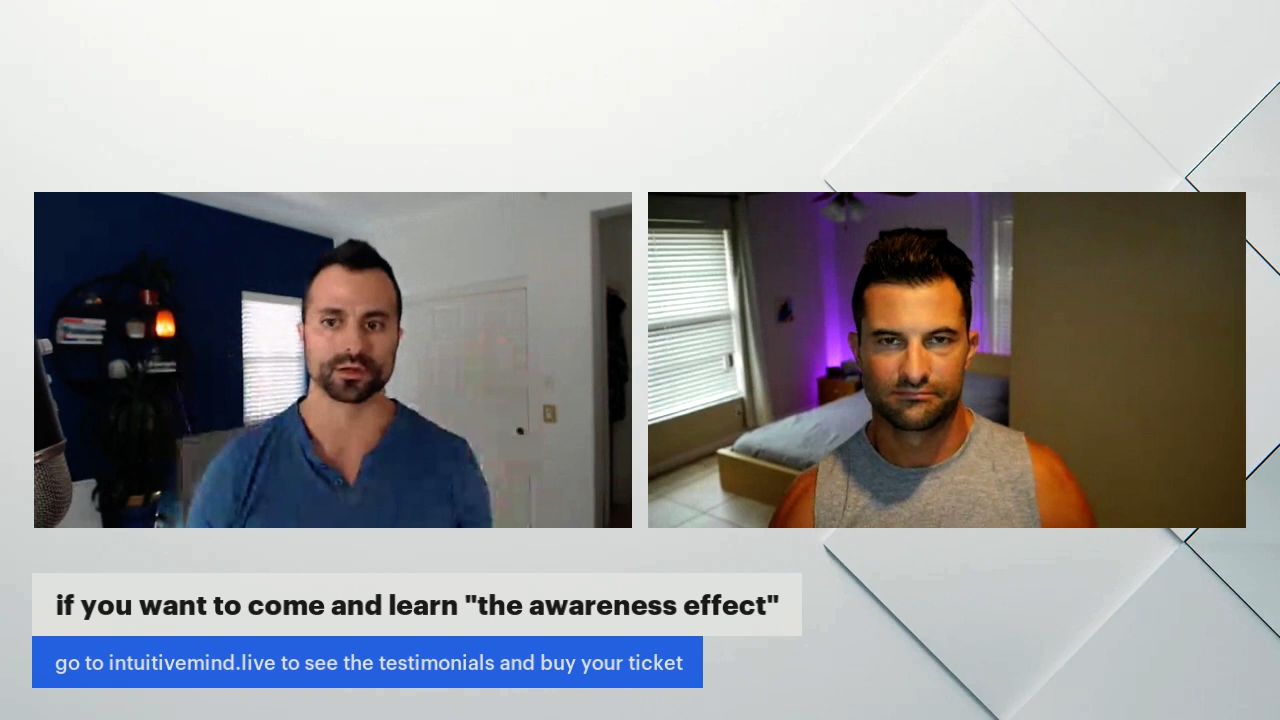 if you want to come and learn "the awareness effect"
go to intuitivemind.live to see the testimonials and buy your ticket